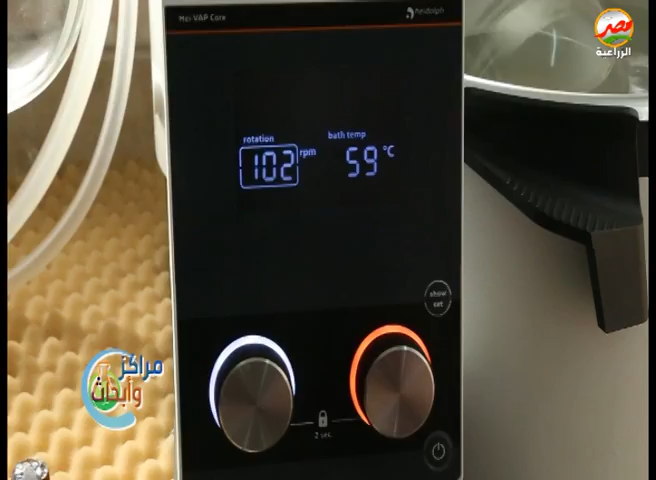 Hei-VAP Core
heidolph
مصر
الزراعية
rotation
102 rpm
bath temp
59 °C
show
set
2 sec
مراكز
وأبحاث